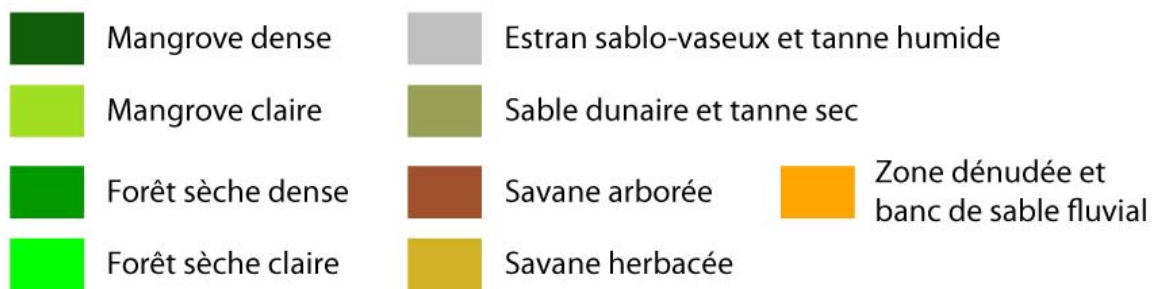 Mangrove dense
Mangrove claire
Forêt sèche dense
Forêt sèche claire
Estran sablo-vaseux et tanne humide
Sable dunaire et tanne sec
Savane arborée
Savane herbacée
Zone dénudée et
banc de sable fluvial